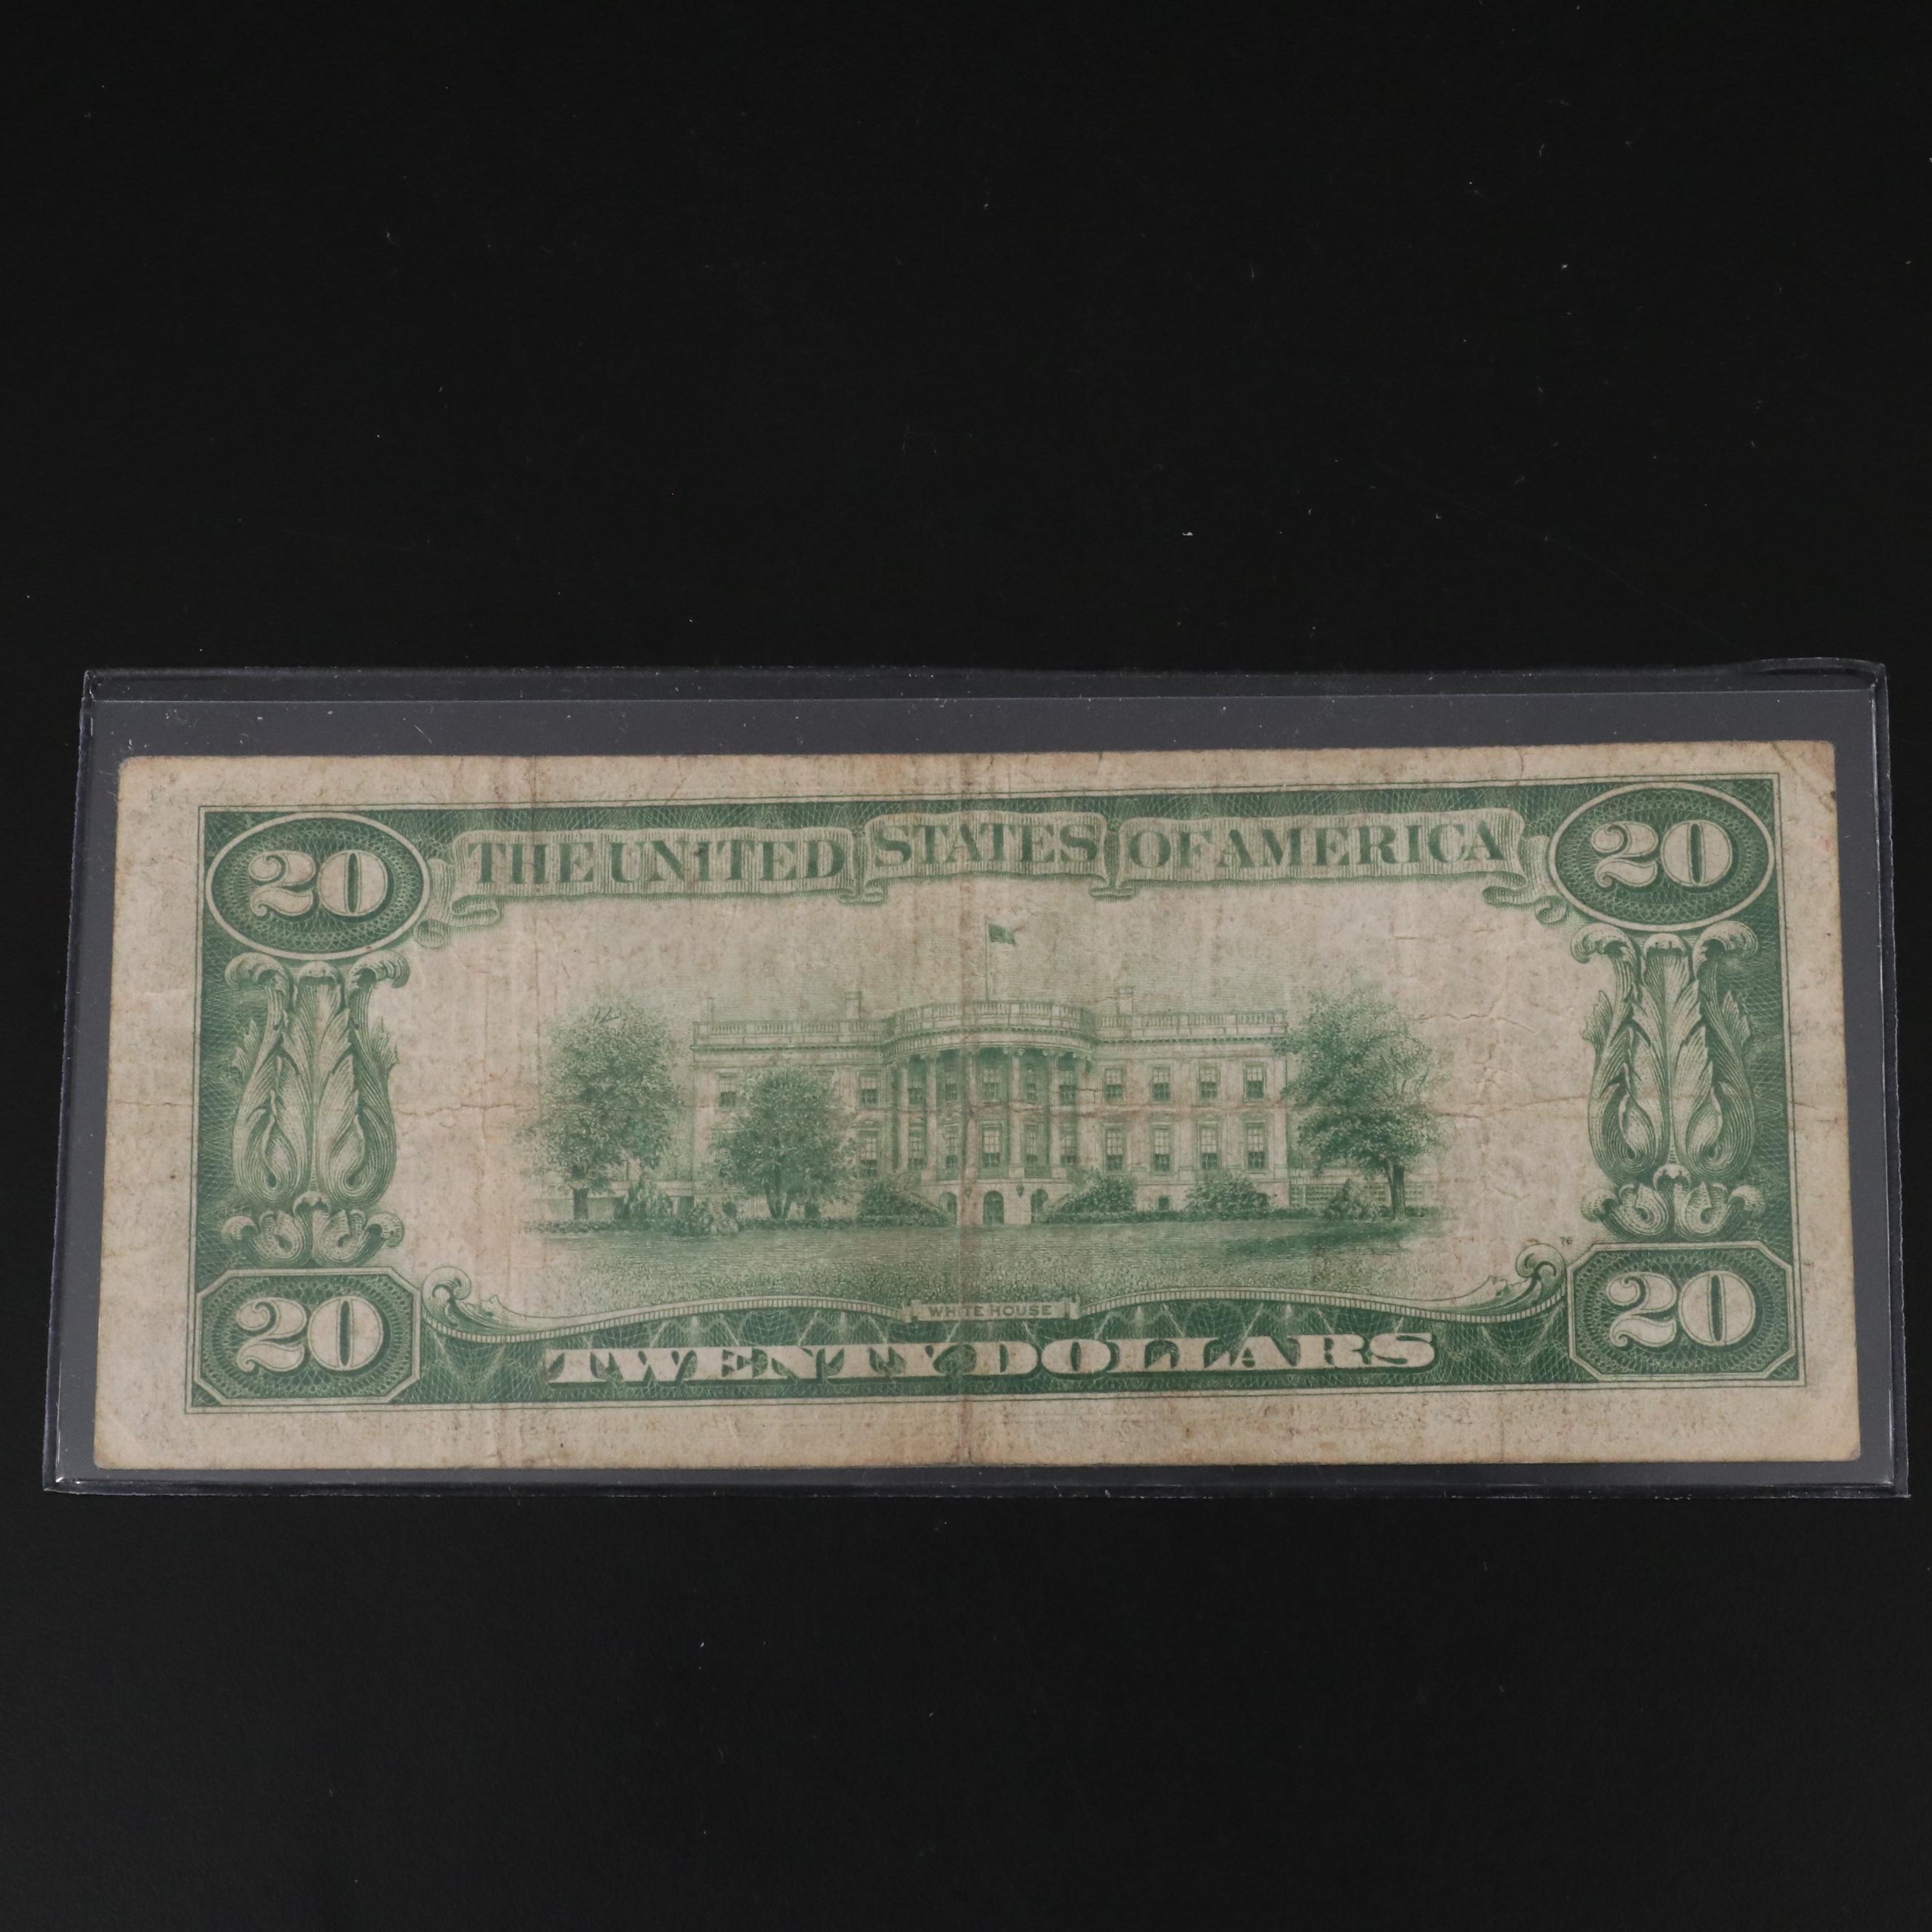 20 THE UNITED STATES OF AMERICA 20
WHITE HOUSE
20 TWENTY DOLLARS 20